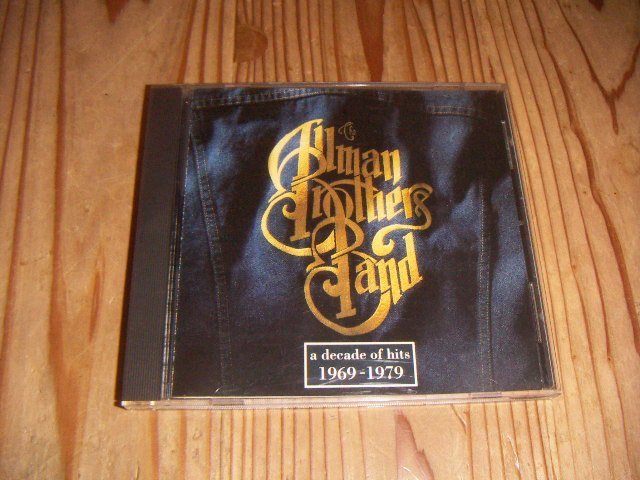 The
Allman
Brothers
Band
a decade of hits
1969-1979